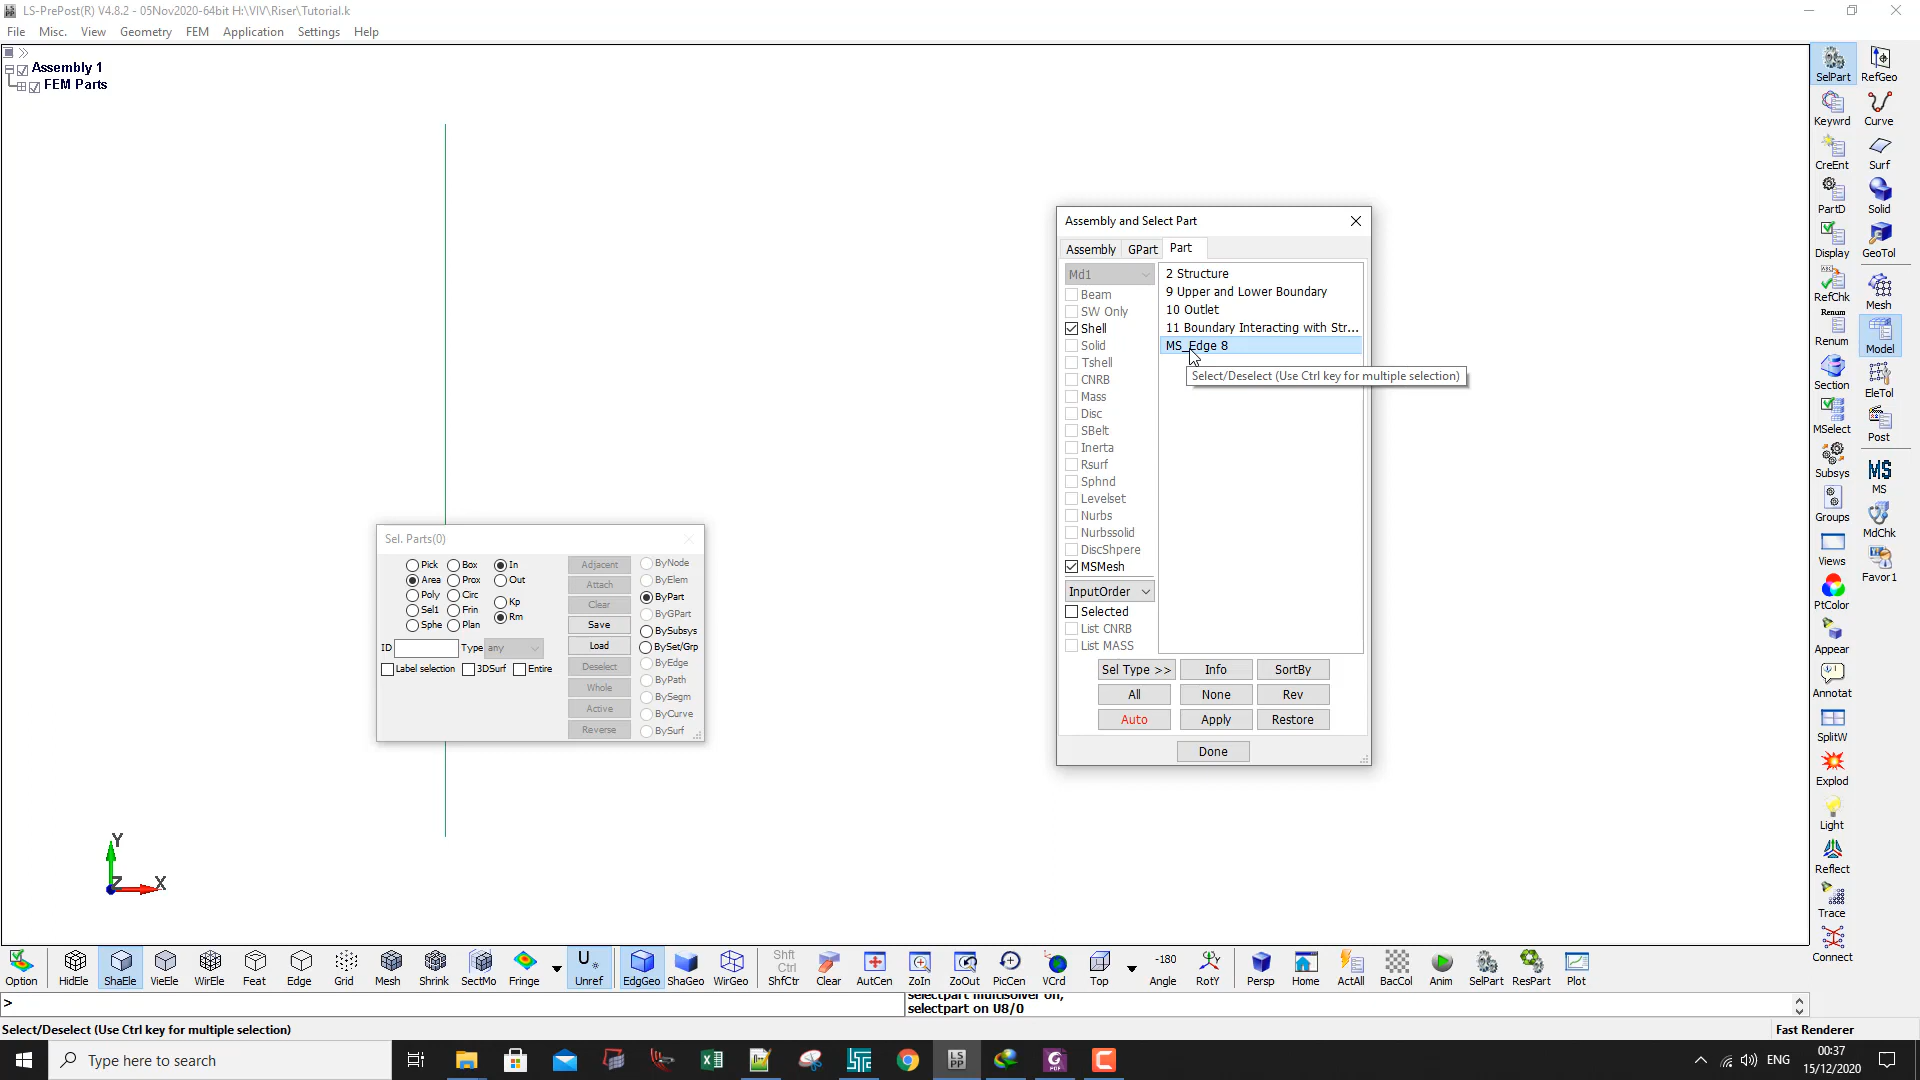 LS-PrePost(R) V4.8.2 - 05Nov2020-64bit H:\VIV\Riser\Tutorial.k
File Misc. View Geometry FEM Application Settings Help
Assembly 1
FEM Parts
Sel. Parts(0)
Pick Box In
Area Prox Out
Poly Circ Kp
Sel1 Frin Rm
Sphe Plan
ID Type any
Label selection 3DSurf Entire
Adjacent
Attach
Clear
Save
Load
Deselect
Whole
Active
Reverse
ByNode
ByElem
ByPart
ByGPart
BySubsys
BySet/Grp
ByEdge
ByPath
BySegm
ByCurve
BySurf
Assembly and Select Part
Assembly GPart Part
Md1
Beam
SW Only
Shell
Solid
Tshell
CNRB
Mass
Disc
SBelt
Inerta
Rsurf
Sphnd
Levelset
Nurbs
Nurbssolid
DiscShpere
MSMesh
InputOrder
Selected
List CNRB
List MASS
2 Structure
9 Upper and Lower Boundary
10 Outlet
11 Boundary Interacting with Str...
MS_Edge 8
Select/Deselect (Use Ctrl key for multiple selection)
Sel Type >> Info SortBy
All None Rev
Auto Apply Restore
Done
SelPart RefGeo
Keywrd Curve
CreEnt Surf
PartD Solid
Display GeoTol
RefChk Mesh
Renum
Renum Model
Section EleTol
MSelect Post
Subsys MS
MS
Groups MdChk
Views Favor1
PtColor
Appear
Annotat
SplitW
Explod
Light
Reflect
Trace
Connect
Y
Z X
Option HidEle ShaEle VieEle WirEle Feat Edge Grid Mesh Shrink SectMo Fringe Unref EdgGeo ShaGeo WirGeo Shft Ctrl ShfCtr Clear AutCen ZoIn ZoOut PicCen VCrd Top -180 Angle RotY Persp Home ActAll BacCol Anim SelPart ResPart Plot
>
selectpart multisolver on;
selectpart on U8/0
Select/Deselect (Use Ctrl key for multiple selection)
Fast Renderer
Type here to search
LS
PP
ENG
00:37
15/12/2020